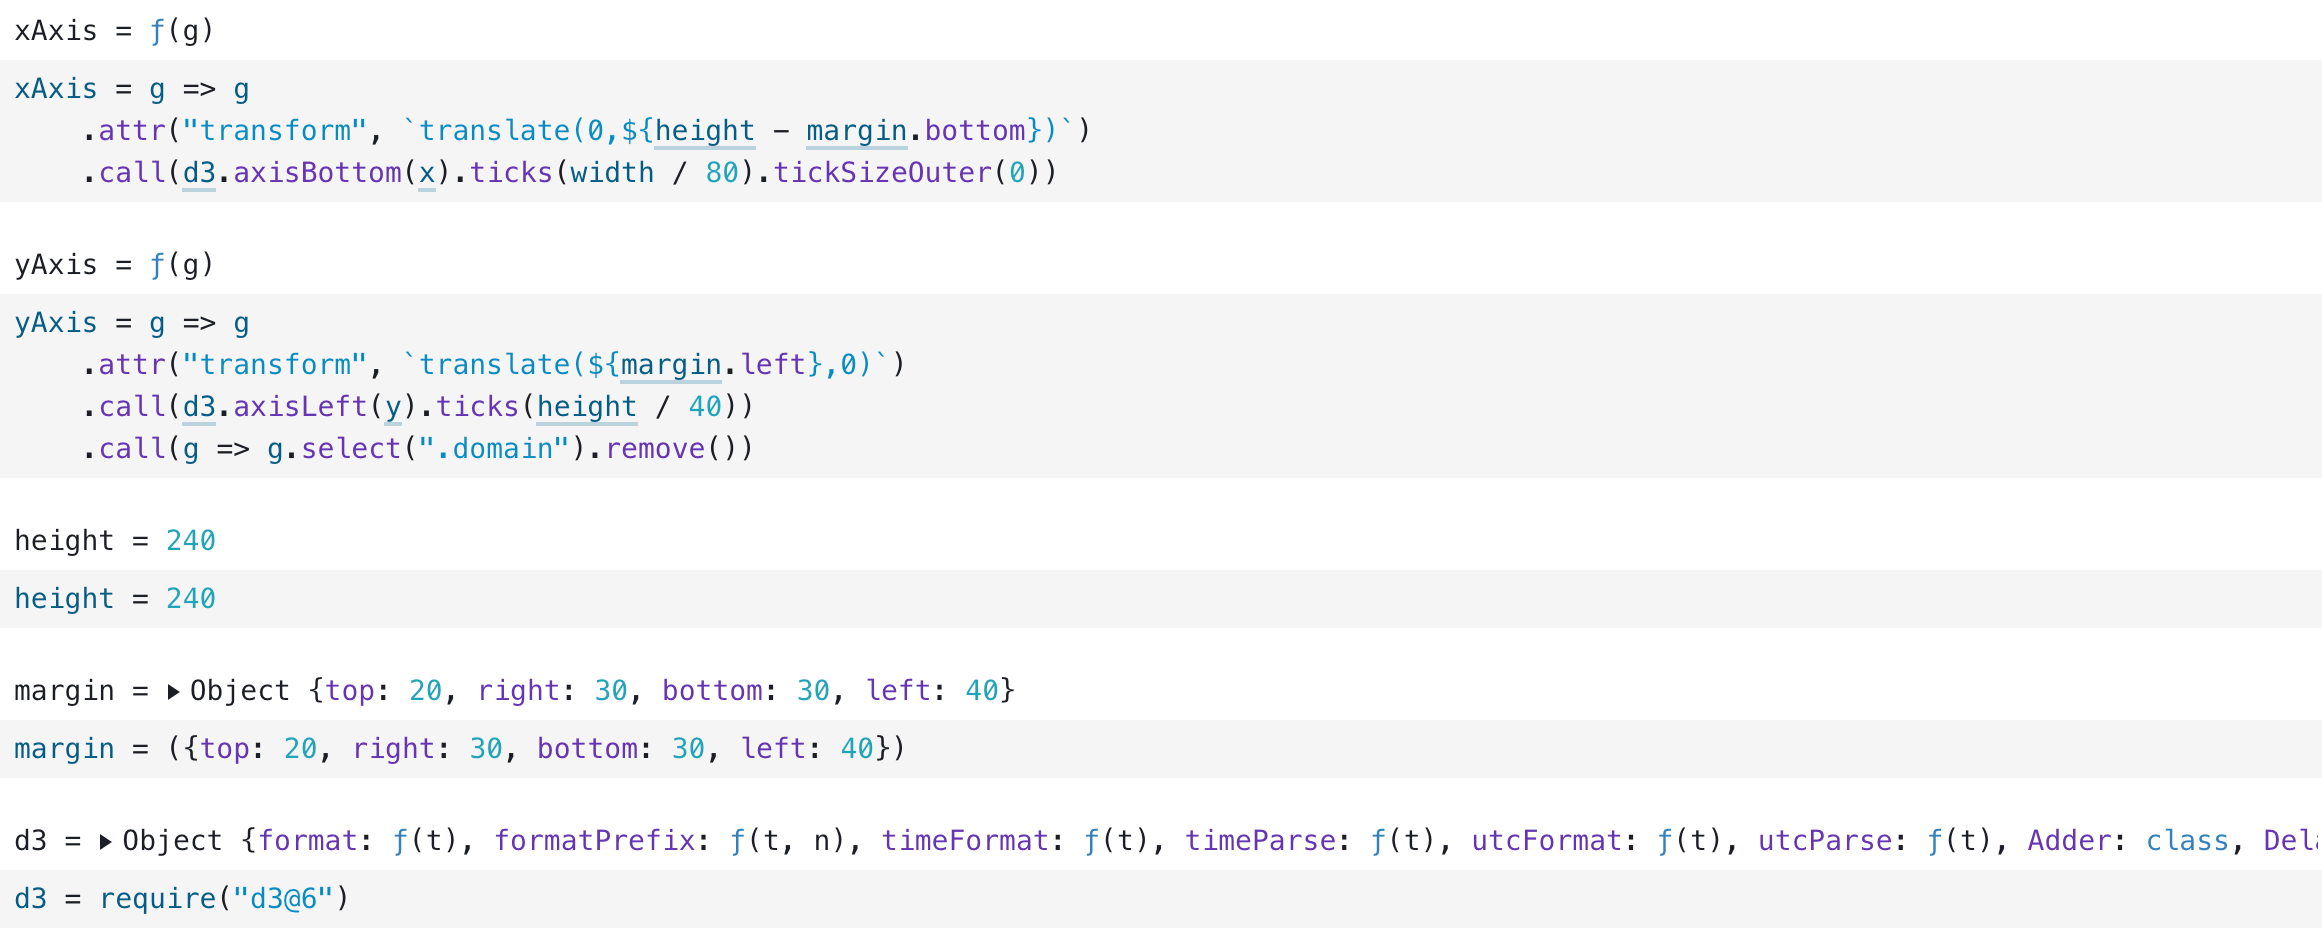 xAxis = ƒ(g)
xAxis = g => g
    .attr("transform", `translate(0,${height - margin.bottom})`)
    .call(d3.axisBottom(x).ticks(width / 80).tickSizeOuter(0))
yAxis = ƒ(g)
yAxis = g => g
    .attr("transform", `translate(${margin.left},0)`)
    .call(d3.axisLeft(y).ticks(height / 40))
    .call(g => g.select(".domain").remove())
height = 240
height = 240
margin = ▸Object {top: 20, right: 30, bottom: 30, left: 40}
margin = ({top: 20, right: 30, bottom: 30, left: 40})
d3 = ▸Object {format: ƒ(t), formatPrefix: ƒ(t, n), timeFormat: ƒ(t), timeParse: ƒ(t), utcFormat: ƒ(t), utcParse: ƒ(t), Adder: class,
d3 = require("d3@6")